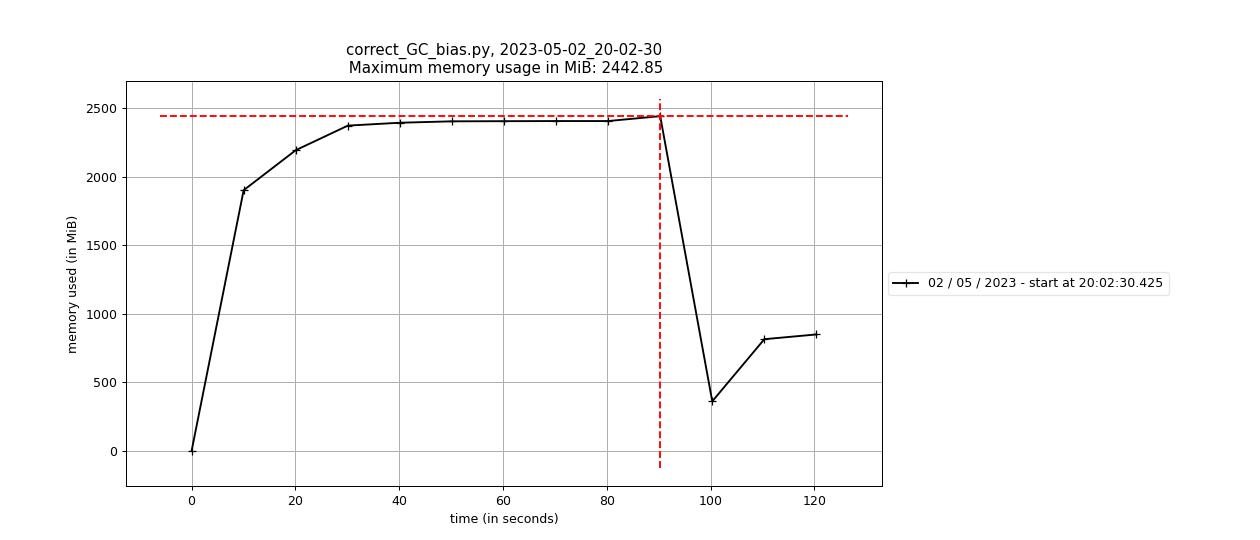 correct_GC_bias.py, 2023-05-02_20-02-30
Maximum memory usage in MiB: 2442.85
2500
2000
1500
1000
500
0
memory used (in MiB)
0 20 40 60 80 100 120
time (in seconds)
02 / 05 / 2023 - start at 20:02:30.425